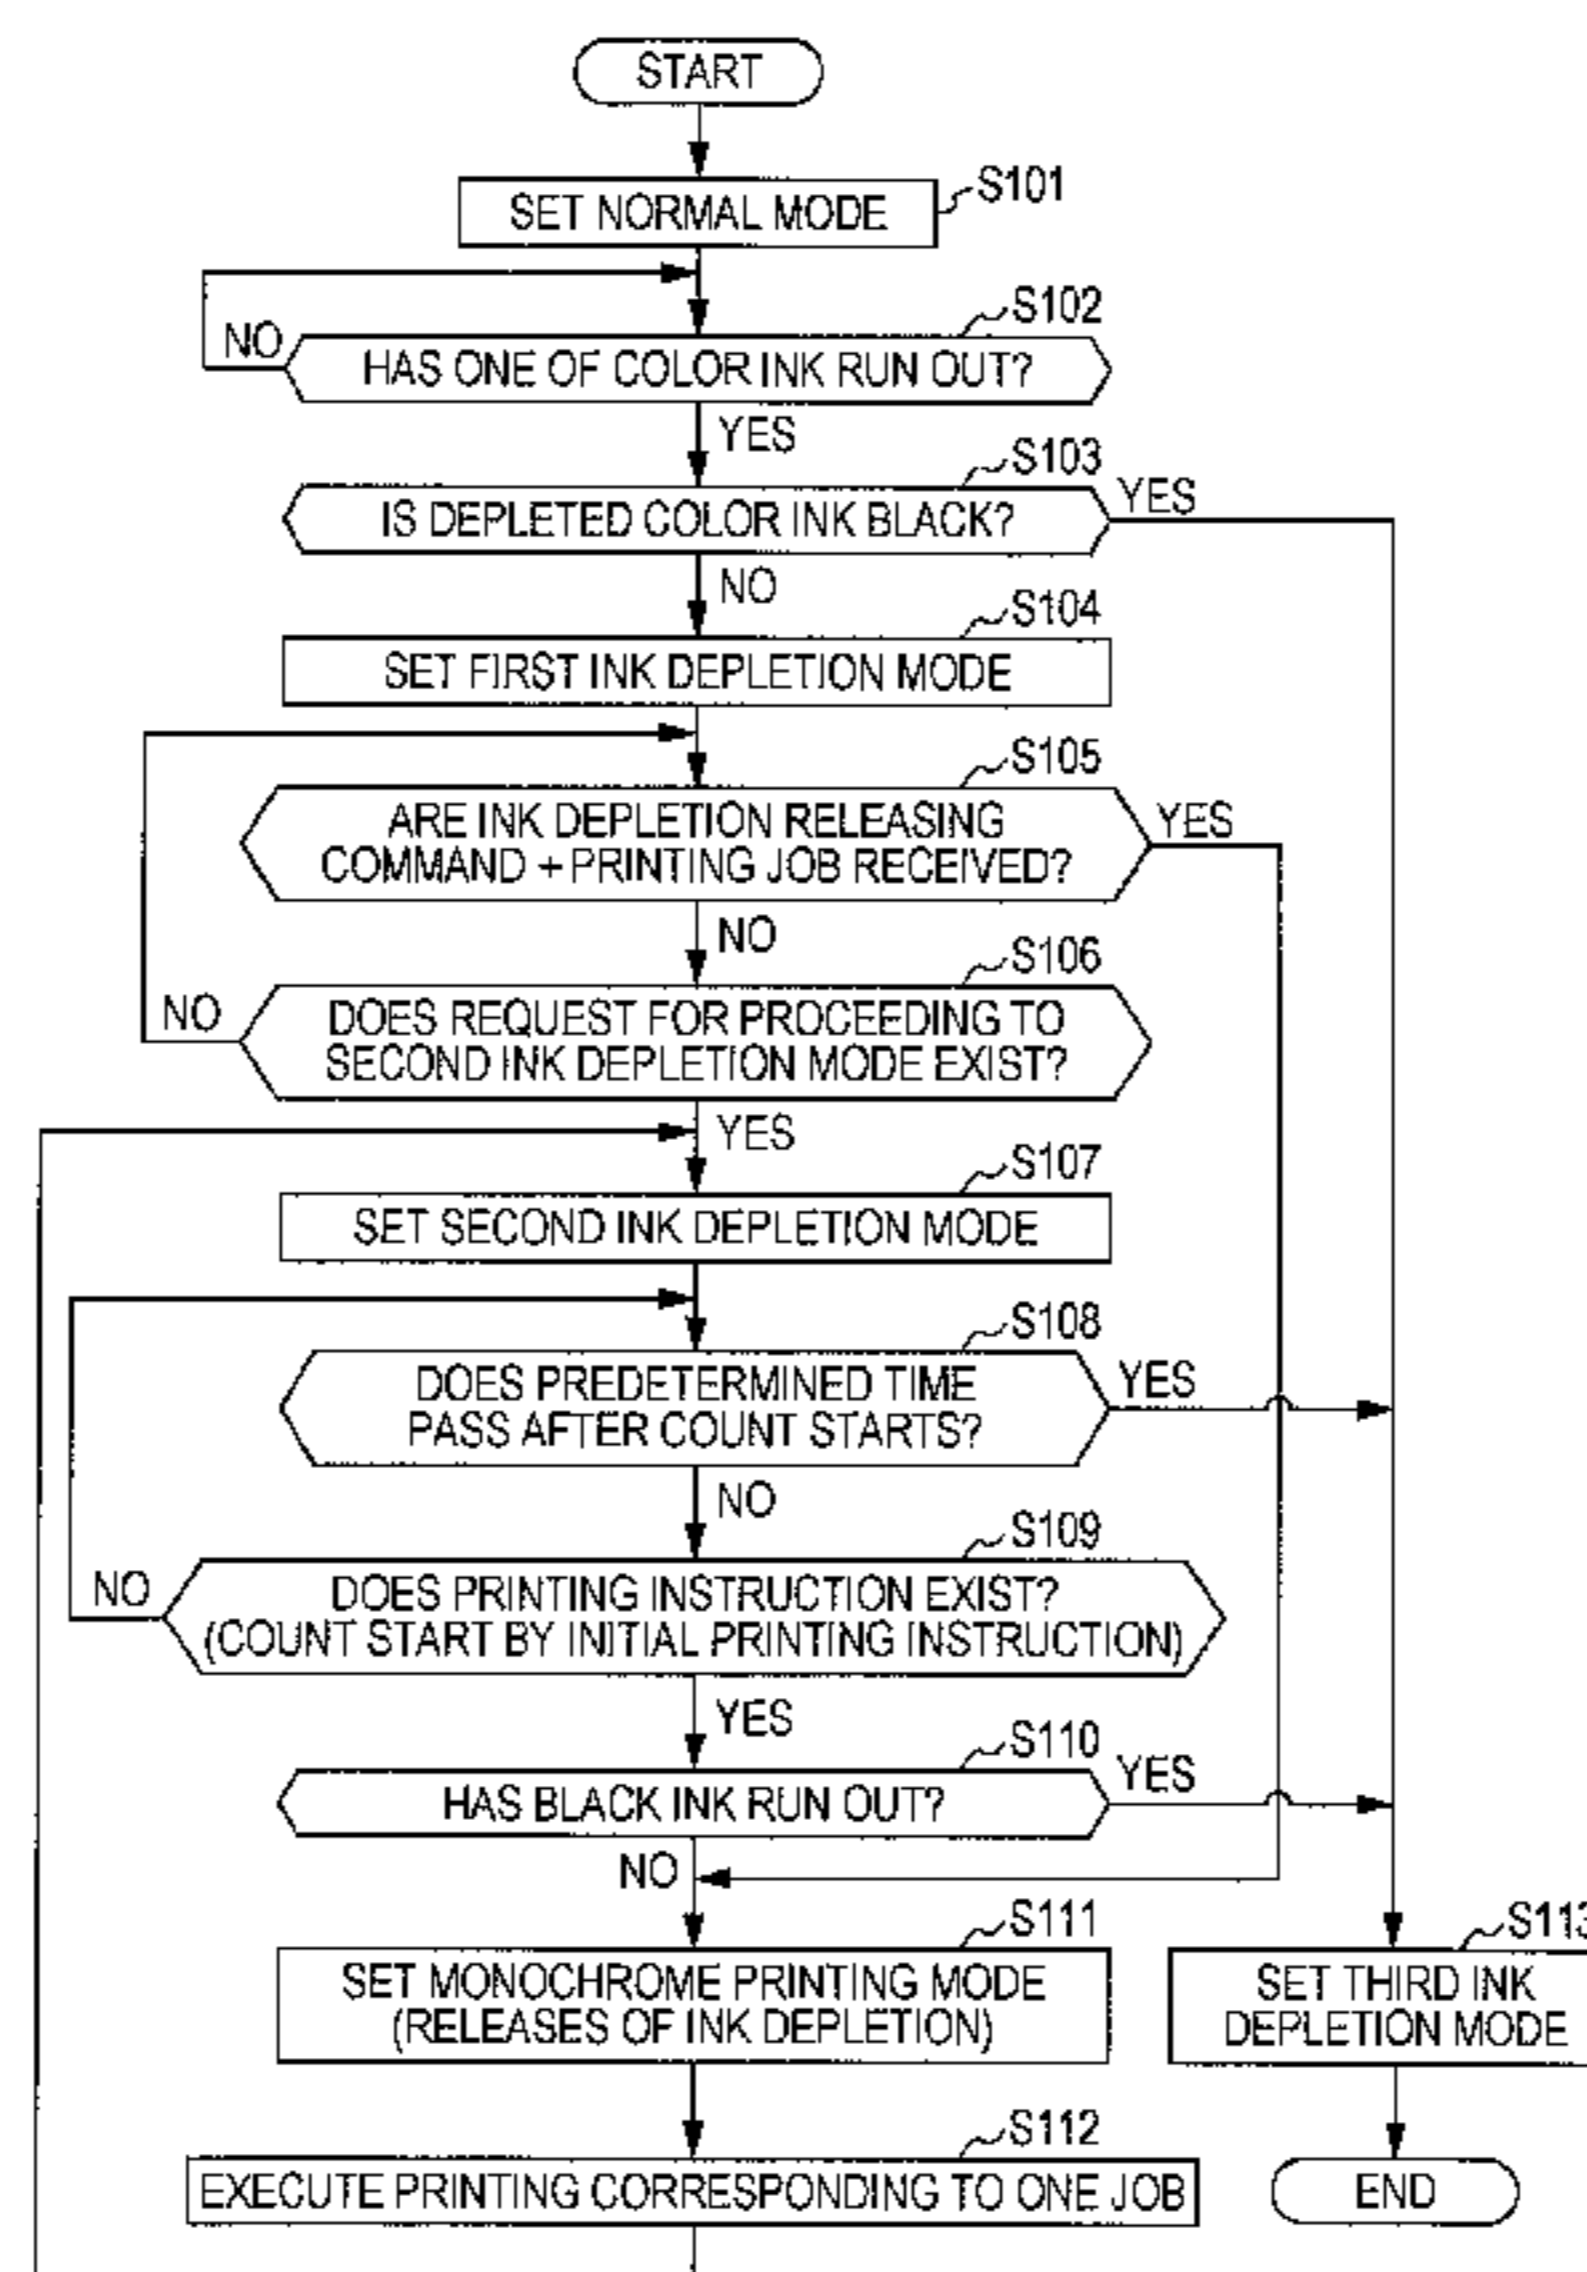 START
SET NORMAL MODE
S101
S102
NO
HAS ONE OF COLOR INK RUN OUT?
YES
S103
IS DEPLETED COLOR INK BLACK?
YES
NO
S104
SET FIRST INK DEPLETION MODE
S105
ARE INK DEPLETION RELEASING
COMMAND + PRINTING JOB RECEIVED?
YES
NO
S106
NO
DOES REQUEST FOR PROCEEDING TO
SECOND INK DEPLETION MODE EXIST?
YES
S107
SET SECOND INK DEPLETION MODE
S108
DOES PREDETERMINED TIME
PASS AFTER COUNT STARTS?
YES
NO
S109
NO
DOES PRINTING INSTRUCTION EXIST?
(COUNT START BY INITIAL PRINTING INSTRUCTION)
YES
S110
HAS BLACK INK RUN OUT?
YES
NO
S111
SET MONOCHROME PRINTING MODE
(RELEASES OF INK DEPLETION)
S113
SET THIRD INK
DEPLETION MODE
S112
EXECUTE PRINTING CORRESPONDING TO ONE JOB
END